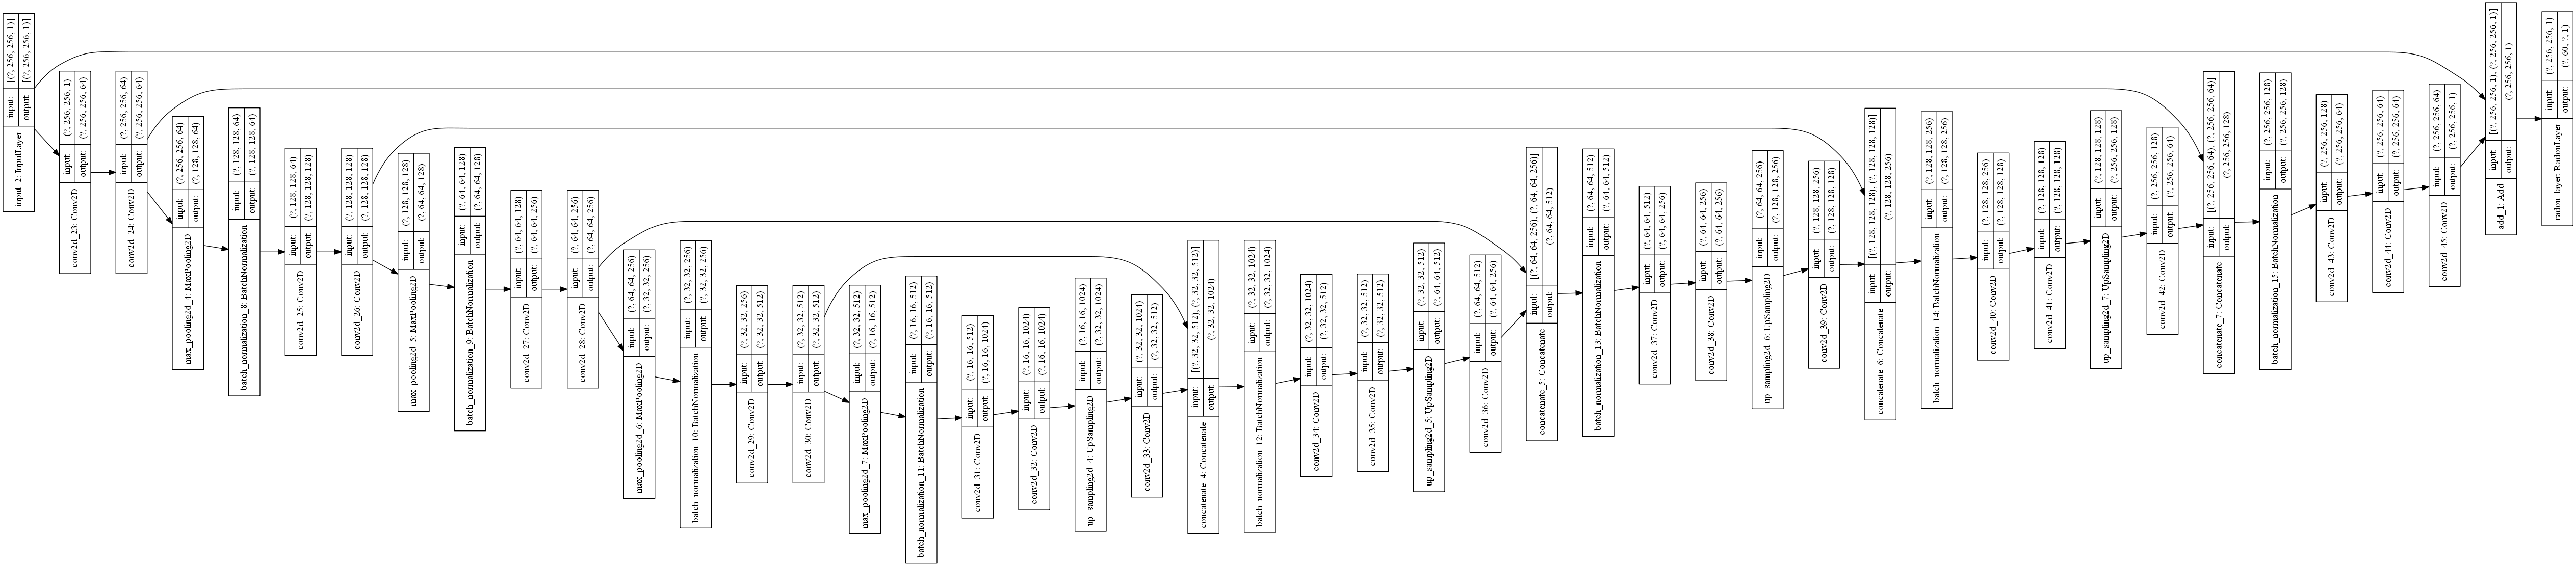 input_2: InputLayer
input: [(?, 256, 256, 1)]
output: [(?, 256, 256, 1)]
conv2d_23: Conv2D
input: (?, 256, 256, 1)
output: (?, 256, 256, 64)
conv2d_24: Conv2D
input: (?, 256, 256, 64)
output: (?, 256, 256, 64)
max_pooling2d_4: MaxPooling2D
input: (?, 256, 256, 64)
output: (?, 128, 128, 64)
batch_normalization_8: BatchNormalization
input: (?, 128, 128, 64)
output: (?, 128, 128, 64)
conv2d_25: Conv2D
input: (?, 128, 128, 64)
output: (?, 128, 128, 128)
conv2d_26: Conv2D
input: (?, 128, 128, 128)
output: (?, 128, 128, 128)
max_pooling2d_5: MaxPooling2D
input: (?, 128, 128, 128)
output: (?, 64, 64, 128)
batch_normalization_9: BatchNormalization
input: (?, 64, 64, 128)
output: (?, 64, 64, 128)
conv2d_27: Conv2D
input: (?, 64, 64, 128)
output: (?, 64, 64, 256)
conv2d_28: Conv2D
input: (?, 64, 64, 256)
output: (?, 64, 64, 256)
max_pooling2d_6: MaxPooling2D
input: (?, 64, 64, 256)
output: (?, 32, 32, 256)
batch_normalization_10: BatchNormalization
input: (?, 32, 32, 256)
output: (?, 32, 32, 256)
conv2d_29: Conv2D
input: (?, 32, 32, 256)
output: (?, 32, 32, 512)
conv2d_30: Conv2D
input: (?, 32, 32, 512)
output: (?, 32, 32, 512)
max_pooling2d_7: MaxPooling2D
input: (?, 32, 32, 512)
output: (?, 16, 16, 512)
batch_normalization_11: BatchNormalization
input: (?, 16, 16, 512)
output: (?, 16, 16, 512)
conv2d_31: Conv2D
input: (?, 16, 16, 512)
output: (?, 16, 16, 1024)
conv2d_32: Conv2D
input: (?, 16, 16, 1024)
output: (?, 16, 16, 1024)
up_sampling2d_4: UpSampling2D
input: (?, 16, 16, 1024)
output: (?, 32, 32, 1024)
conv2d_33: Conv2D
input: (?, 32, 32, 1024)
output: (?, 32, 32, 512)
concatenate_4: Concatenate
input: [(?, 32, 32, 512), (?, 32, 32, 512)]
output: (?, 32, 32, 1024)
batch_normalization_12: BatchNormalization
input: (?, 32, 32, 1024)
output: (?, 32, 32, 1024)
conv2d_34: Conv2D
input: (?, 32, 32, 1024)
output: (?, 32, 32, 512)
conv2d_35: Conv2D
input: (?, 32, 32, 512)
output: (?, 32, 32, 512)
up_sampling2d_5: UpSampling2D
input: (?, 32, 32, 512)
output: (?, 64, 64, 512)
conv2d_36: Conv2D
input: (?, 64, 64, 512)
output: (?, 64, 64, 256)
concatenate_5: Concatenate
input: [(?, 64, 64, 256), (?, 64, 64, 256)]
output: (?, 64, 64, 512)
batch_normalization_13: BatchNormalization
input: (?, 64, 64, 512)
output: (?, 64, 64, 512)
conv2d_37: Conv2D
input: (?, 64, 64, 512)
output: (?, 64, 64, 256)
conv2d_38: Conv2D
input: (?, 64, 64, 256)
output: (?, 64, 64, 256)
up_sampling2d_6: UpSampling2D
input: (?, 64, 64, 256)
output: (?, 128, 128, 256)
conv2d_39: Conv2D
input: (?, 128, 128, 256)
output: (?, 128, 128, 128)
concatenate_6: Concatenate
input: [(?, 128, 128, 128), (?, 128, 128, 128)]
output: (?, 128, 128, 256)
batch_normalization_14: BatchNormalization
input: (?, 128, 128, 256)
output: (?, 128, 128, 256)
conv2d_40: Conv2D
input: (?, 128, 128, 256)
output: (?, 128, 128, 128)
conv2d_41: Conv2D
input: (?, 128, 128, 128)
output: (?, 128, 128, 128)
up_sampling2d_7: UpSampling2D
input: (?, 128, 128, 128)
output: (?, 256, 256, 128)
conv2d_42: Conv2D
input: (?, 256, 256, 128)
output: (?, 256, 256, 64)
concatenate_7: Concatenate
input: [(?, 256, 256, 64), (?, 256, 256, 64)]
output: (?, 256, 256, 128)
batch_normalization_15: BatchNormalization
input: (?, 256, 256, 128)
output: (?, 256, 256, 128)
conv2d_43: Conv2D
input: (?, 256, 256, 128)
output: (?, 256, 256, 64)
conv2d_44: Conv2D
input: (?, 256, 256, 64)
output: (?, 256, 256, 64)
conv2d_45: Conv2D
input: (?, 256, 256, 64)
output: (?, 256, 256, 1)
add_1: Add
input: [(?, 256, 256, 1), (?, 256, 256, 1)]
output: (?, 256, 256, 1)
radon_layer: RadonLayer
input: (?, 256, 256, 1)
output: (?, 60, ?, 1)